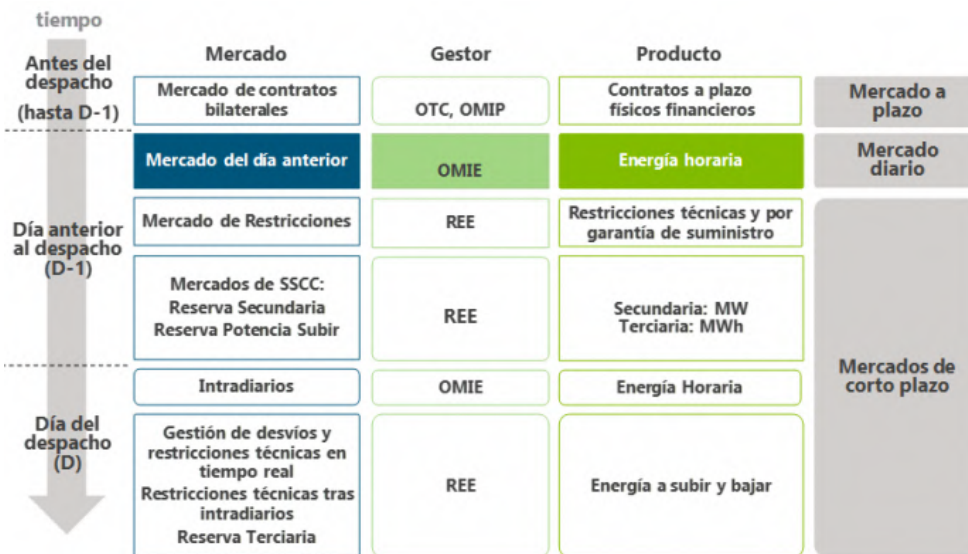 tiempo
Mercado
Gestor
Producto
Antes del
despacho
(hasta D-1)
Mercado de contratos
bilaterales
OTC, OMIP
Contratos a plazo
físicos financieros
Mercado a
plazo
Mercado del día anterior
OMIE
Energía horaria
Mercado
diario
Día anterior
al despacho
(D-1)
Mercado de Restricciones
REE
Restricciones técnicas y por
garantía de suministro
Mercados de SSCC:
Reserva Secundaria
Reserva Potencia Subir
REE
Secundaria: MW
Terciaria: MWh
Mercados de
corto plazo
Intradiarios
OMIE
Energía Horaria
Día del
despacho
(D)
Gestión de desvíos y
restricciones técnicas en
tiempo real
Restricciones técnicas tras
intradiarios
Reserva Terciaria
REE
Energía a subir y bajar